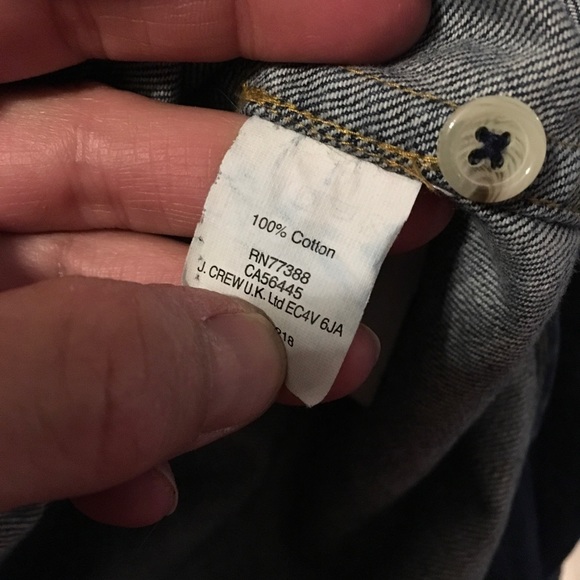 100% Cotton
RN77388
CA56445
J. CREW U.K. Ltd EC4V 6JA